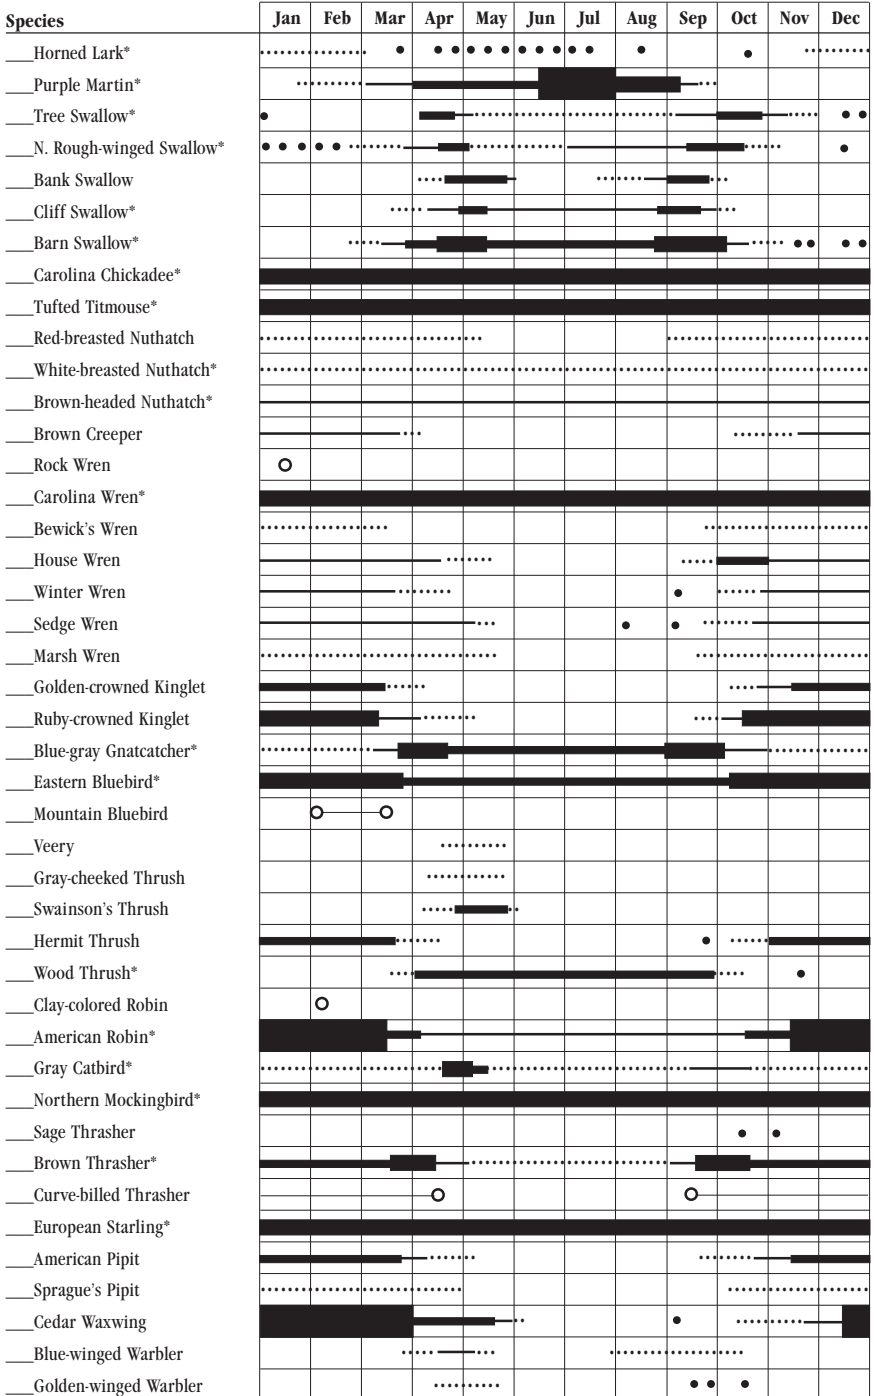 Species Jan Feb Mar Apr May Jun Jul Aug Sep Oct Nov Dec
___Horned Lark*
___Purple Martin*
___Tree Swallow*
___N. Rough-winged Swallow*
___Bank Swallow
___Cliff Swallow*
___Barn Swallow*
___Carolina Chickadee*
___Tufted Titmouse*
___Red-breasted Nuthatch
___White-breasted Nuthatch*
___Brown-headed Nuthatch*
___Brown Creeper
___Rock Wren
___Carolina Wren*
___Bewick's Wren
___House Wren
___Winter Wren
___Sedge Wren
___Marsh Wren
___Golden-crowned Kinglet
___Ruby-crowned Kinglet
___Blue-gray Gnatcatcher*
___Eastern Bluebird*
___Mountain Bluebird
___Veery
___Gray-cheeked Thrush
___Swainson's Thrush
___Hermit Thrush
___Wood Thrush*
___Clay-colored Robin
___American Robin*
___Gray Catbird*
___Northern Mockingbird*
___Sage Thrasher
___Brown Thrasher*
___Curve-billed Thrasher
___European Starling*
___American Pipit
___Sprague's Pipit
___Cedar Waxwing
___Blue-winged Warbler
___Golden-winged Warbler